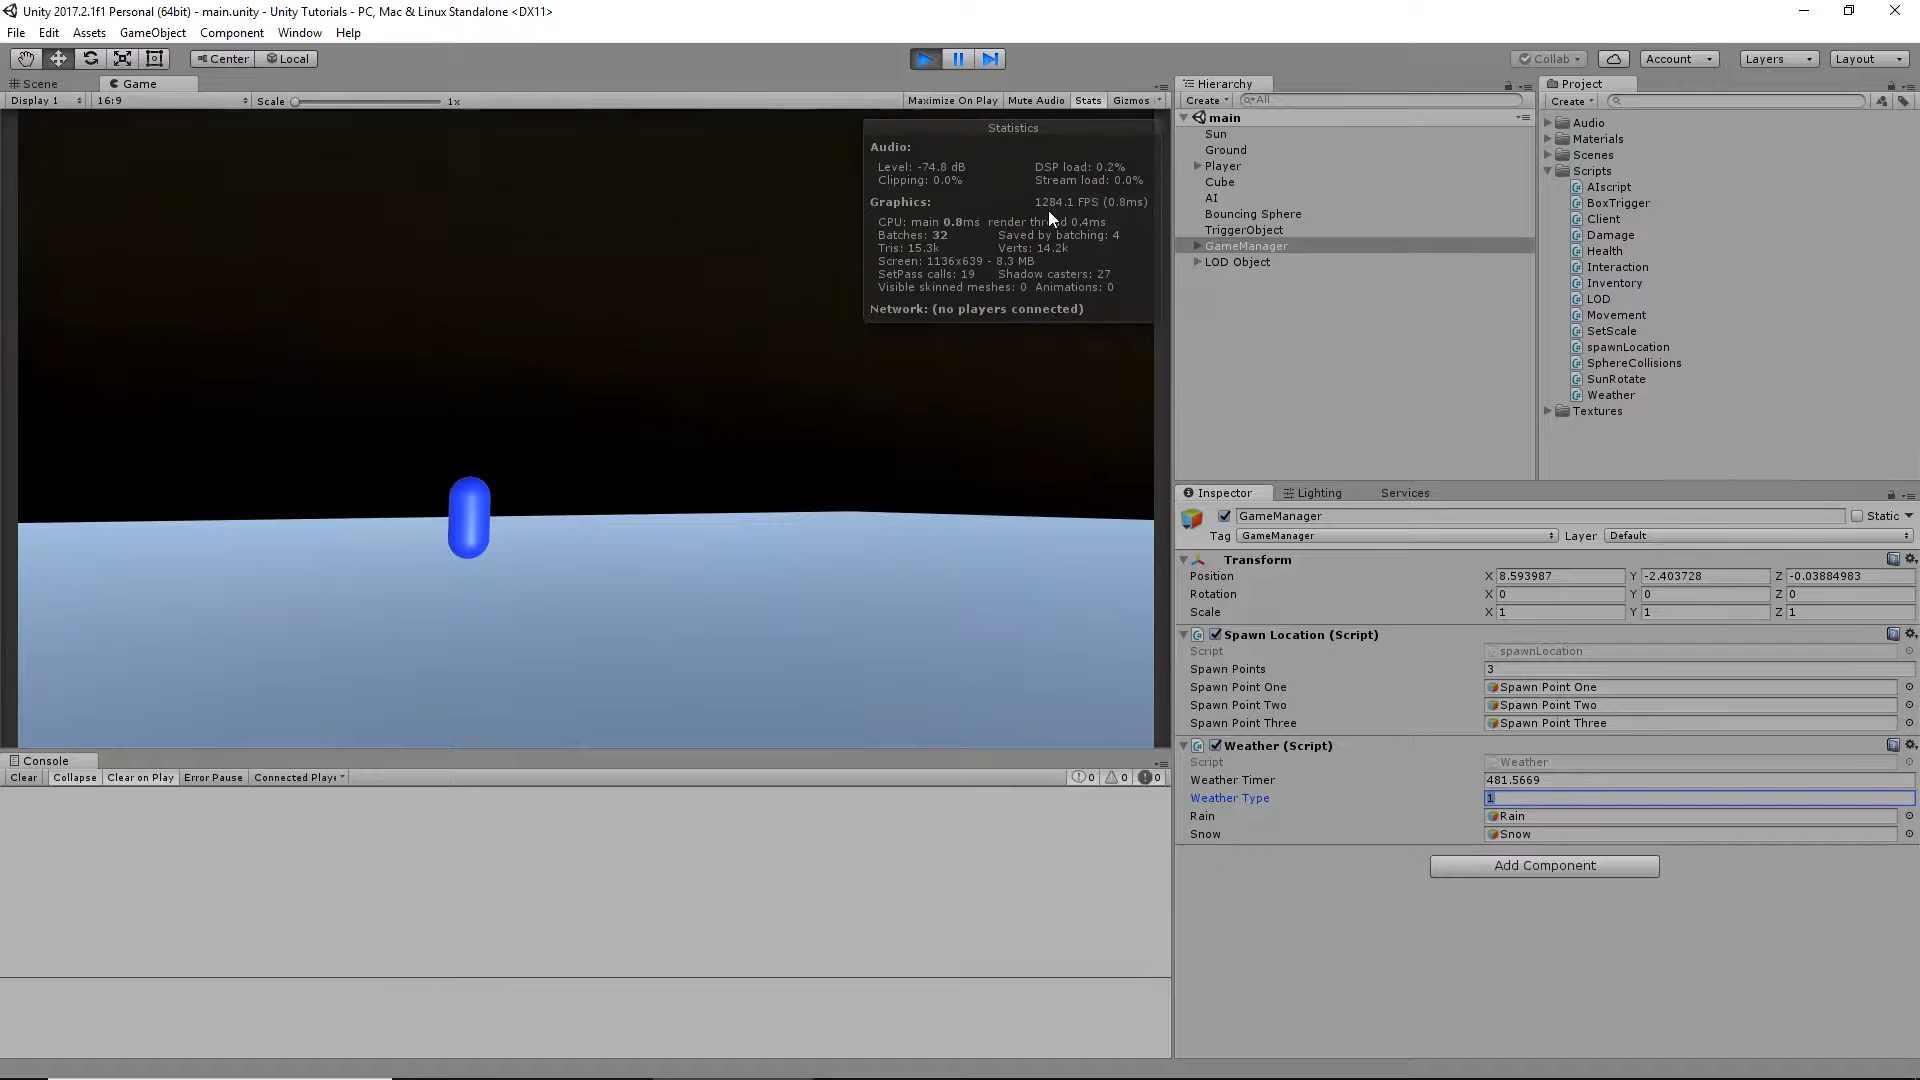 Unity 2017.2.1f1 Personal (64bit) - main.unity - Unity Tutorials - PC, Mac & Linux Standalone <DX11>
File Edit Assets GameObject Component Window Help
Center Local Collab Account Layers Layout
Scene Game
Display 1 16:9 Scale 1x Maximize On Play Mute Audio Stats Gizmos
Statistics
Audio:
Level: -74.8 dB DSP load: 0.2%
Clipping: 0.0% Stream load: 0.0%
Graphics: 1284.1 FPS (0.8ms)
CPU: main 0.8ms render thread 0.4ms
Batches: 32 Saved by batching: 4
Tris: 15.3k Verts: 14.2k
Screen: 1136x639 - 8.3 MB
SetPass calls: 19 Shadow casters: 27
Visible skinned meshes: 0 Animations: 0
Network: (no players connected)
Hierarchy
Create All
main
Sun
Ground
Player
Cube
AI
Bouncing Sphere
TriggerObject
GameManager
LOD Object
Project
Create
Audio
Materials
Scenes
Scripts
AIscript
BoxTrigger
Client
Damage
Health
Interaction
Inventory
LOD
Movement
SetScale
spawnLocation
SphereCollisions
SunRotate
Weather
Textures
Inspector Lighting Services
GameManager Static
Tag GameManager Layer Default
Transform
Position X 8.593987 Y -2.403728 Z -0.03884983
Rotation X 0 Y 0 Z 0
Scale X 1 Y 1 Z 1
Spawn Location (Script)
Script spawnLocation
Spawn Points 3
Spawn Point One Spawn Point One
Spawn Point Two Spawn Point Two
Spawn Point Three Spawn Point Three
Weather (Script)
Script Weather
Weather Timer 481.5669
Weather Type 1
Rain Rain
Snow Snow
Add Component
Console
Clear Collapse Clear on Play Error Pause Connected Playe 0 0 0